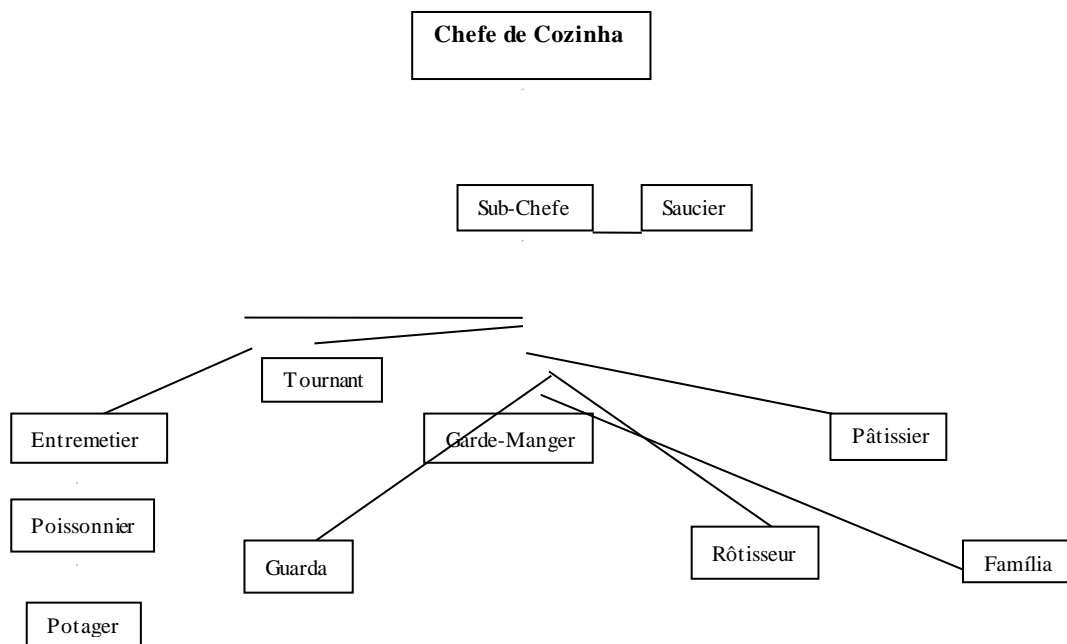 Chefe de Cozinha
Sub-Chefe
Saucier
Tournant
Entremetier
Garde-Manger
Pâtissier
Poissonnier
Guarda
Rôtisseur
Família
Potager